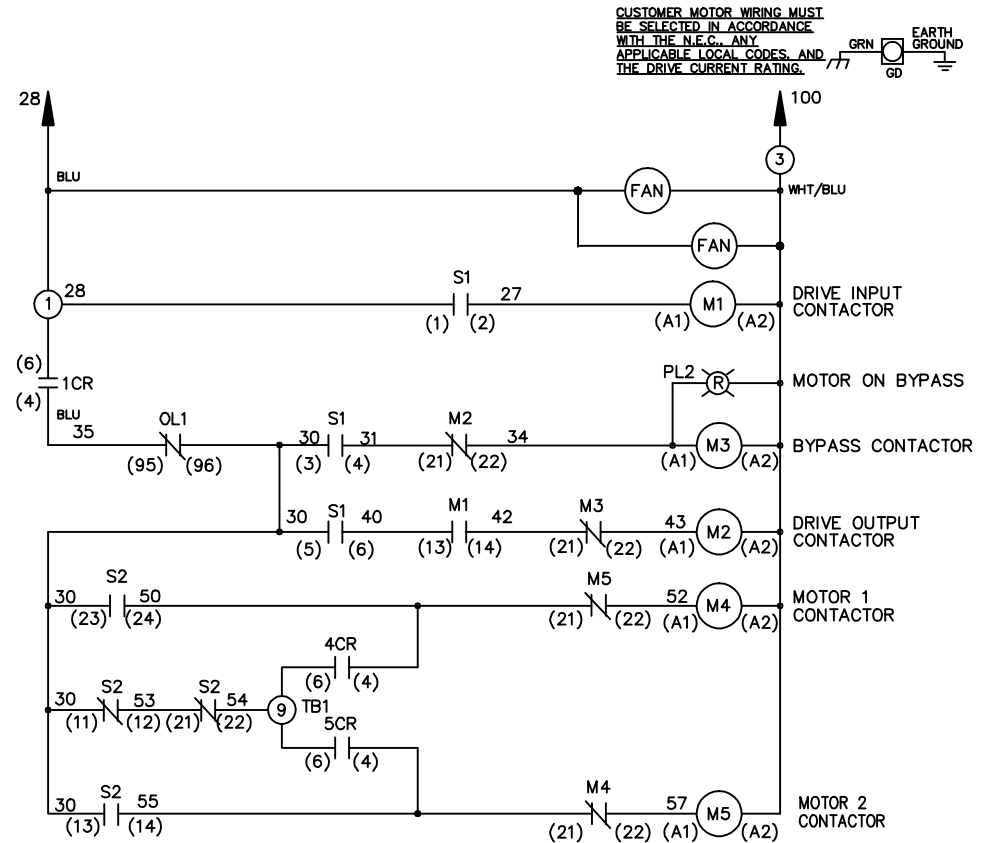 CUSTOMER MOTOR WIRING MUST
BE SELECTED IN ACCORDANCE
WITH THE N.E.C., ANY
APPLICABLE LOCAL CODES, AND
THE DRIVE CURRENT RATING.
GRN
EARTH
GROUND
GD
28
100
3
BLU
FAN
WHT/BLU
FAN
1
28
S1
27
M1
(1)
(2)
(A1)
(A2)
DRIVE INPUT
CONTACTOR
(6)
1CR
(4)
PL2
R
MOTOR ON BYPASS
BLU
35
OL1
(95)
(96)
30
S1
31
(3)
(4)
M2
(21)
(22)
34
M3
(A1)
(A2)
BYPASS CONTACTOR
30
S1
40
(5)
(6)
M1
42
(13)
(14)
M3
(21)
(22)
43
M2
(A1)
(A2)
DRIVE OUTPUT
CONTACTOR
30
S2
50
(23)
(24)
M5
(21)
(22)
52
M4
(A1)
(A2)
MOTOR 1
CONTACTOR
4CR
(6)
(4)
30
S2
53
S2
54
(11)
(12)
(21)
(22)
9
TB1
5CR
(6)
(4)
30
S2
55
(13)
(14)
M4
(21)
(22)
57
M5
(A1)
(A2)
MOTOR 2
CONTACTOR